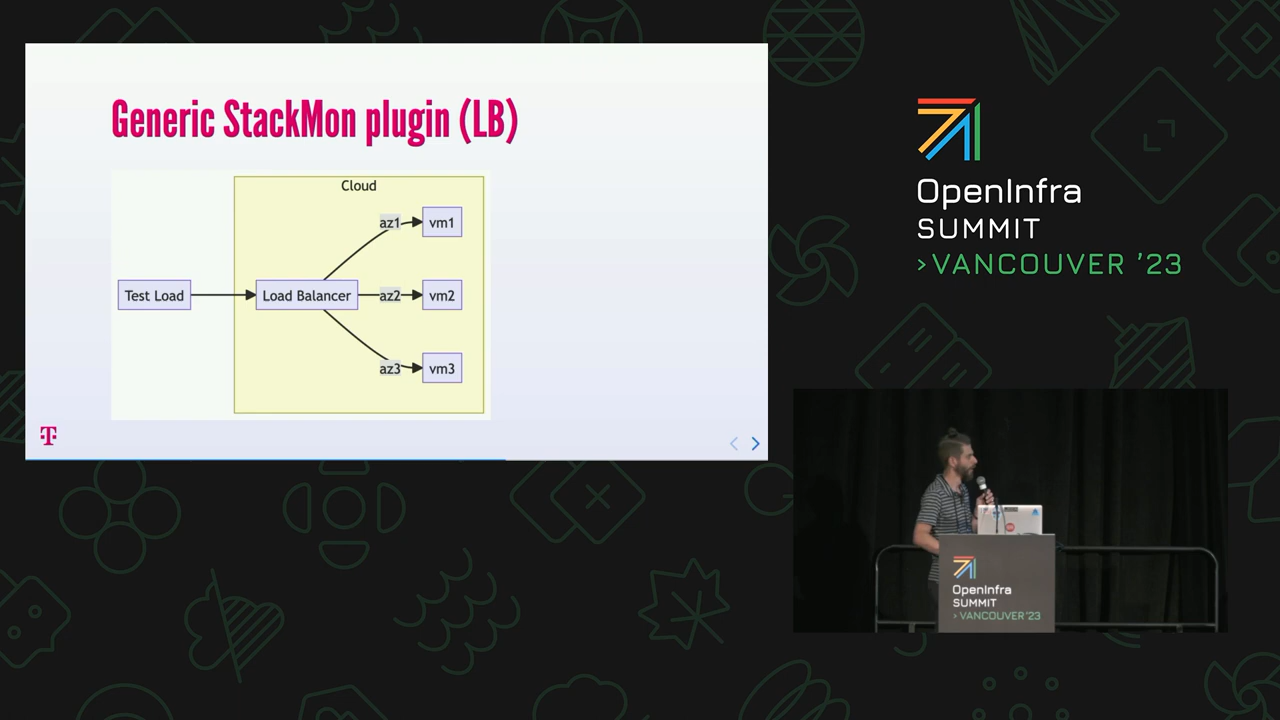 Generic StackMon plugin (LB)
Cloud
az1
vm1
Test Load
Load Balancer
az2
vm2
az3
vm3
T
OpenInfra
SUMMIT
>VANCOUVER '23
OpenInfra
SUMMIT
>VANCOUVER '23